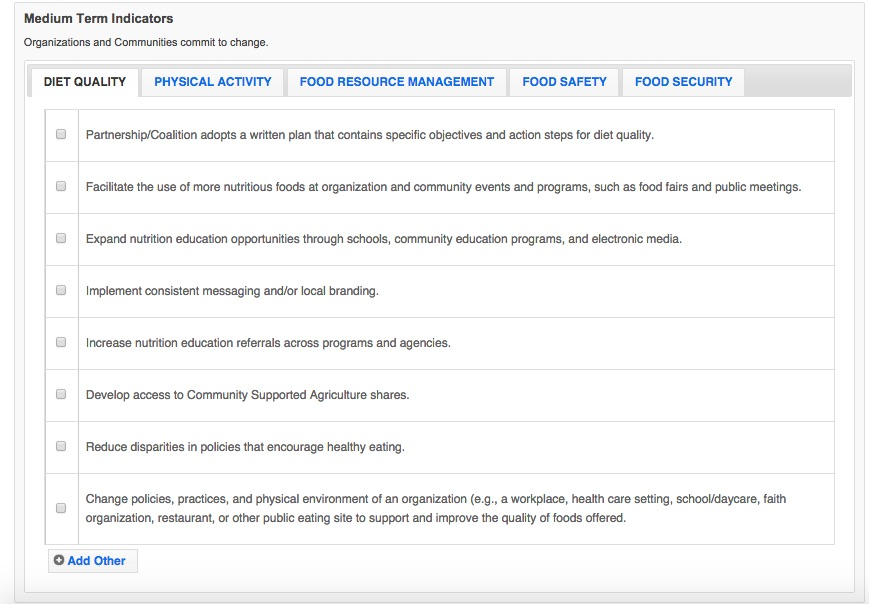 Medium Term Indicators
Organizations and Communities commit to change.
DIET QUALITY PHYSICAL ACTIVITY FOOD RESOURCE MANAGEMENT FOOD SAFETY FOOD SECURITY
Partnership/Coalition adopts a written plan that contains specific objectives and action steps for diet quality.
Facilitate the use of more nutritious foods at organization and community events and programs, such as food fairs and public meetings.
Expand nutrition education opportunities through schools, community education programs, and electronic media.
Implement consistent messaging and/or local branding.
Increase nutrition education referrals across programs and agencies.
Develop access to Community Supported Agriculture shares.
Reduce disparities in policies that encourage healthy eating.
Change policies, practices, and physical environment of an organization (e.g., a workplace, health care setting, school/daycare, faith
organization, restaurant, or other public eating site to support and improve the quality of foods offered.
Add Other